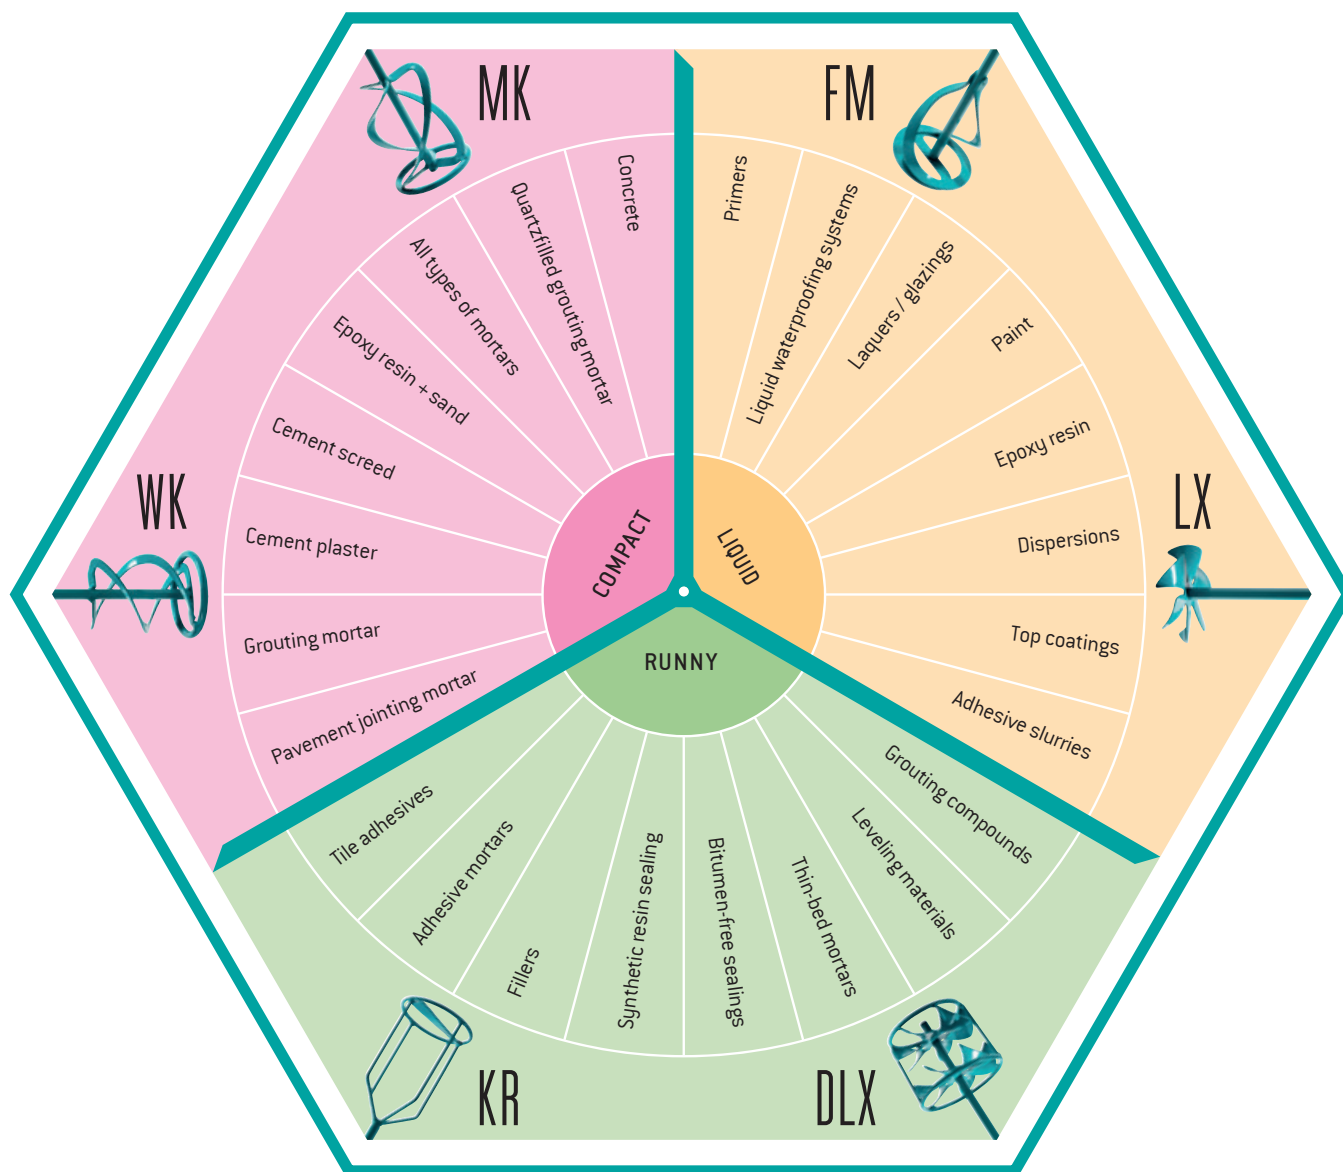 MK
FM
Concrete
Quartzfilled grouting mortar
All types of mortars
Epoxy resin + sand
Cement screed
Cement plaster
Grouting mortar
Pavement jointing mortar
Primers
Liquid waterproofing systems
Laquers / glazings
Paint
Epoxy resin
Dispersions
Top coatings
Adhesive slurries
WK
LX
COMPACT
LIQUID
RUNNY
Tile adhesives
Adhesive mortars
Fillers
Synthetic resin sealing
Bitumen-free sealings
Thin-bed mortars
Leveling materials
Grouting compounds
KR
DLX